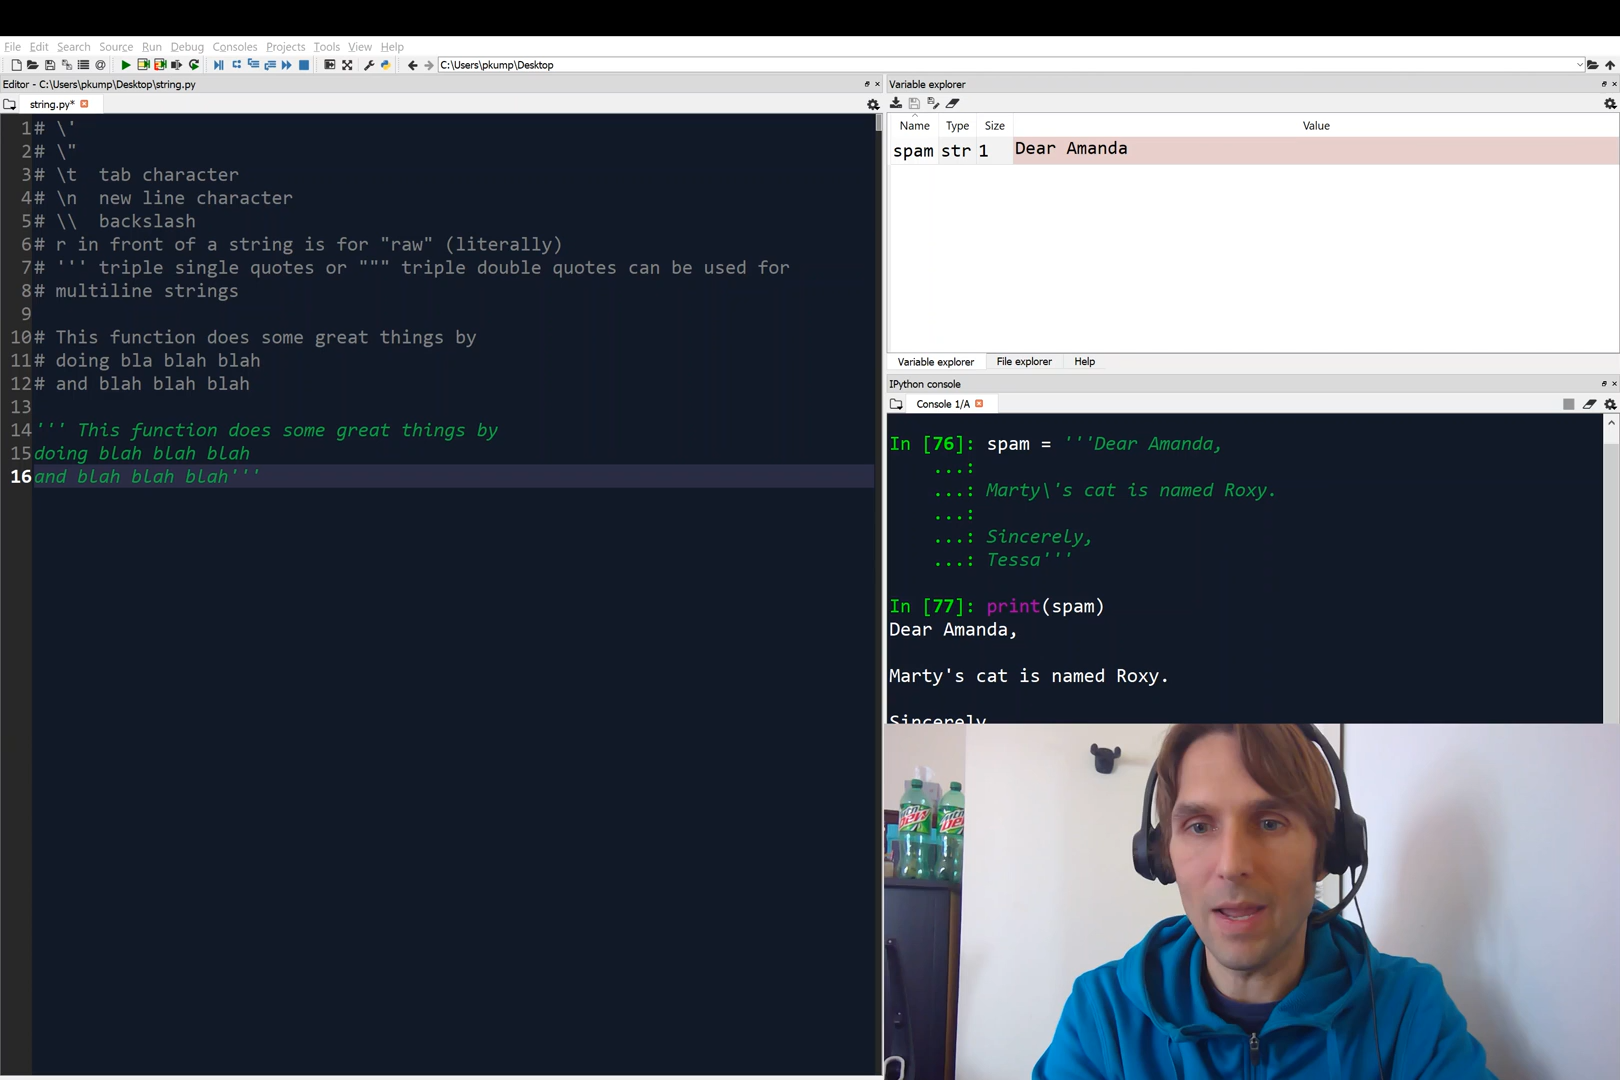 File Edit Search Source Run Debug Consoles Projects Tools View Help
C:\Users\pkump\Desktop
Editor - C:\Users\pkump\Desktop\string.py
string.py*
1 # \'
2 # \"
3 # \t  tab character
4 # \n  new line character
5 # \\  backslash
6 # r in front of a string is for "raw" (literally)
7 # ''' triple single quotes or """ triple double quotes can be used for
8 # multiline strings
9
10 # This function does some great things by
11 # doing bla blah blah
12 # and blah blah blah
13
14 ''' This function does some great things by
15 doing blah blah blah
16 and blah blah blah'''
Variable explorer
Name Type Size Value
spam str 1 Dear Amanda
Variable explorer File explorer Help
IPython console
Console 1/A
In [76]: spam = '''Dear Amanda,
...:
...: Marty\'s cat is named Roxy.
...:
...: Sincerely,
...: Tessa'''
In [77]: print(spam)
Dear Amanda,
Marty's cat is named Roxy.
Sincerely